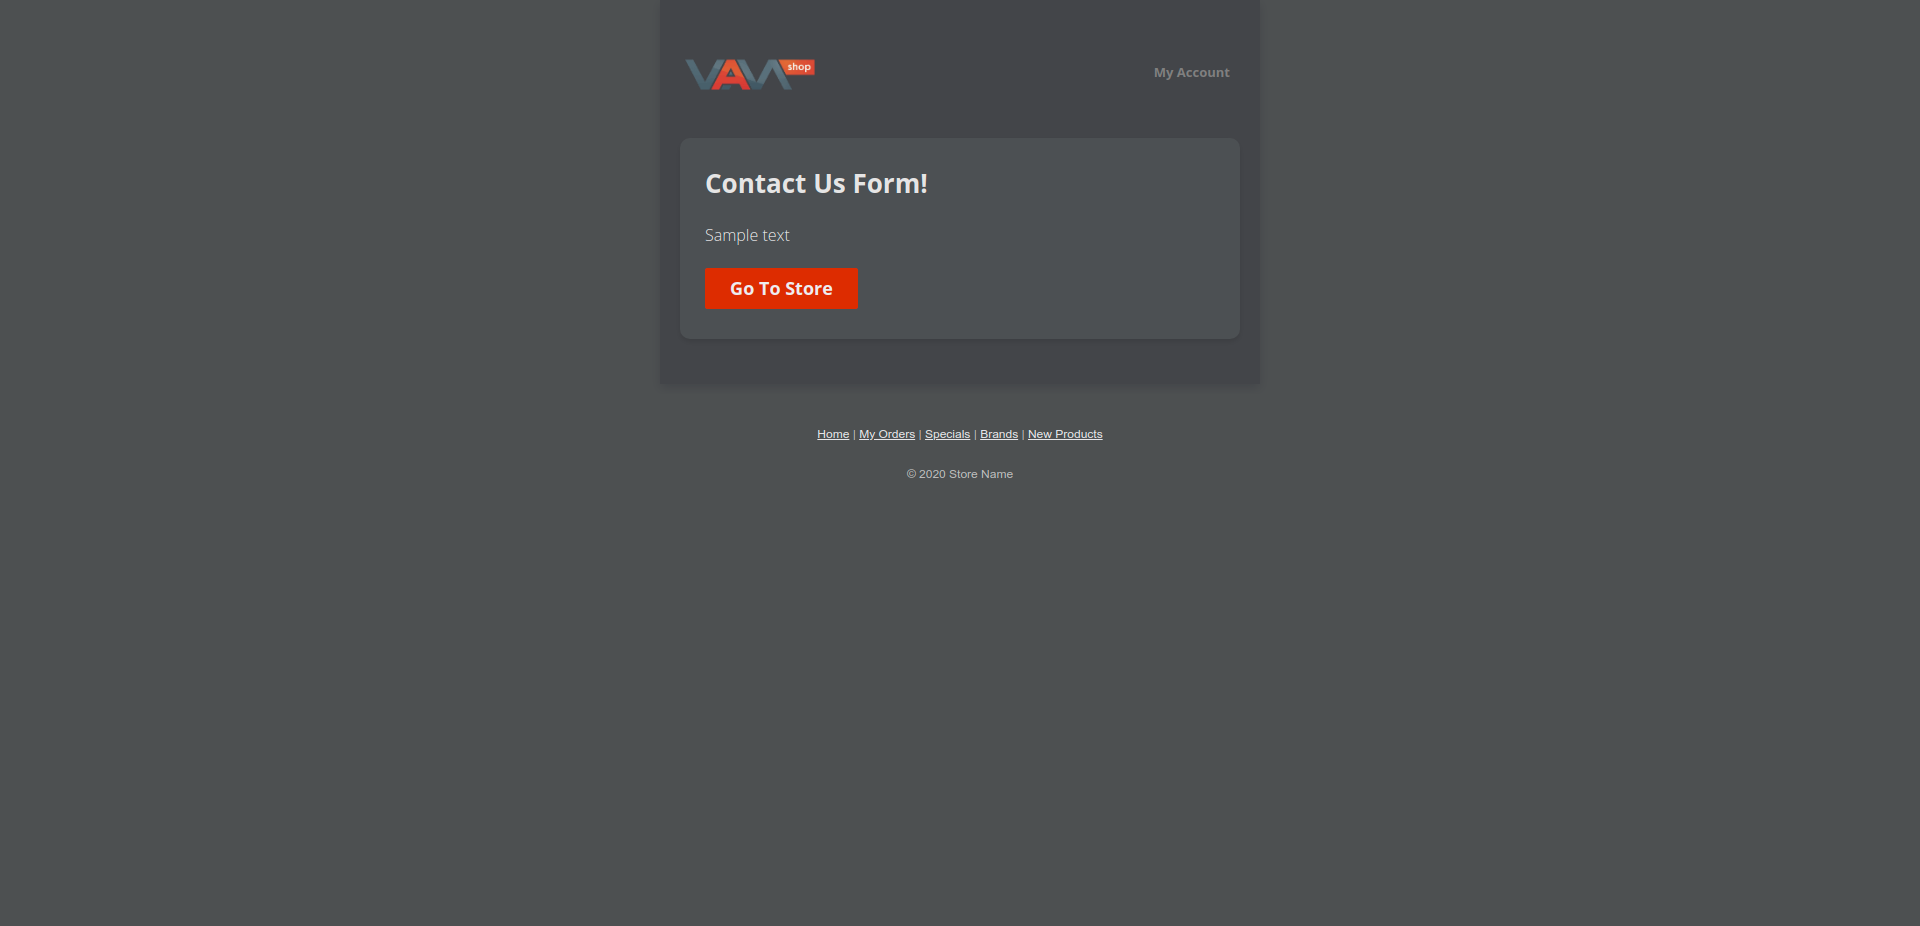 VAM shop
My Account
Contact Us Form!
Sample text
Go To Store
Home | My Orders | Specials | Brands | New Products
© 2020 Store Name